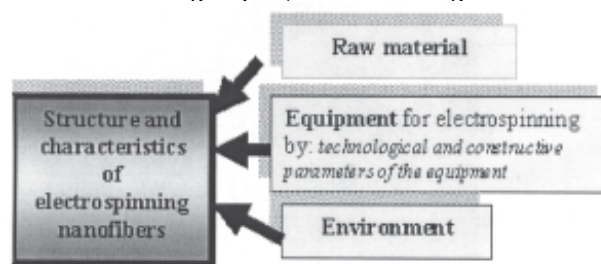 Raw material
Structure and
characteristics
of
electrospinning
nanofibers
Equipment for electrospinning
by: technological and constructive
parameters of the equipment
Environment